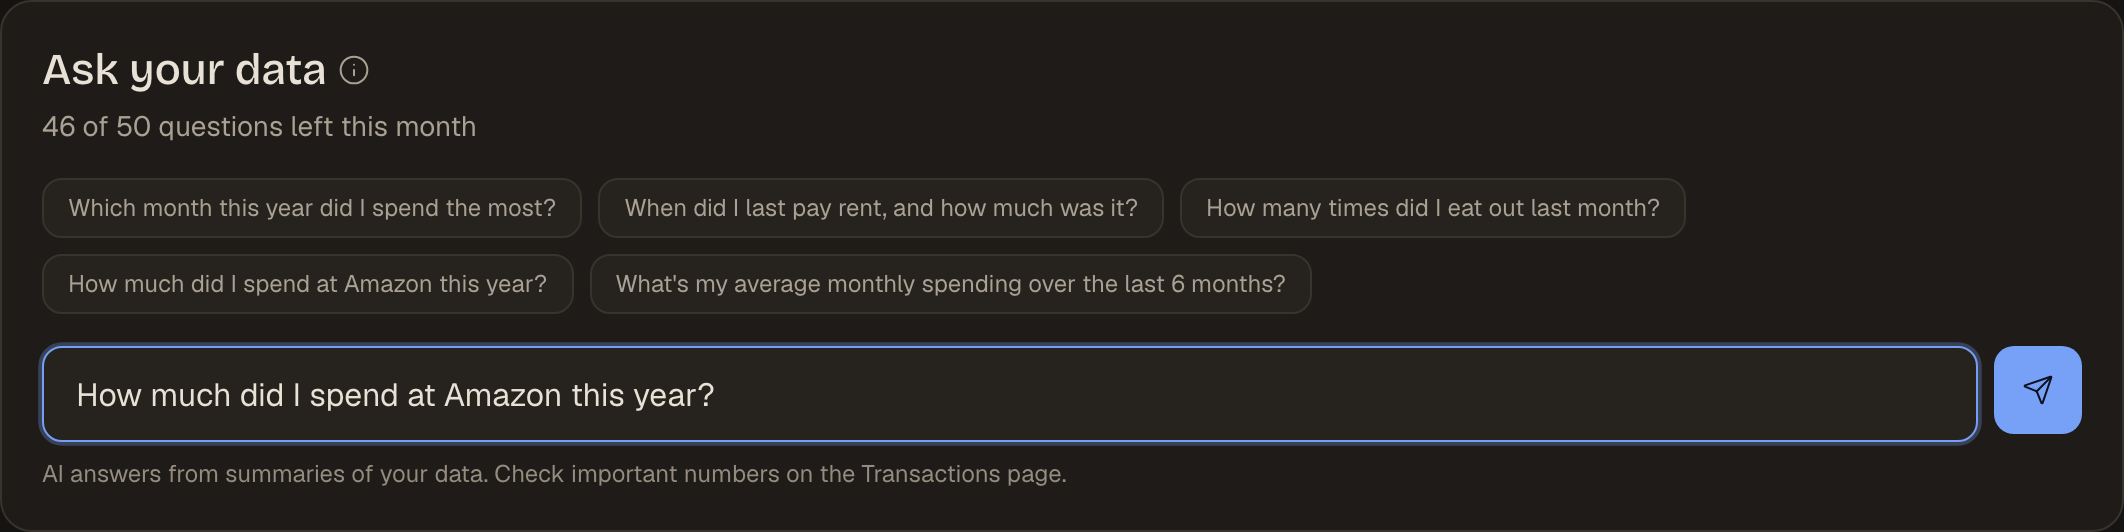 Ask your data
46 of 50 questions left this month
Which month this year did I spend the most?
When did I last pay rent, and how much was it?
How many times did I eat out last month?
How much did I spend at Amazon this year?
What's my average monthly spending over the last 6 months?
How much did I spend at Amazon this year?
AI answers from summaries of your data. Check important numbers on the Transactions page.